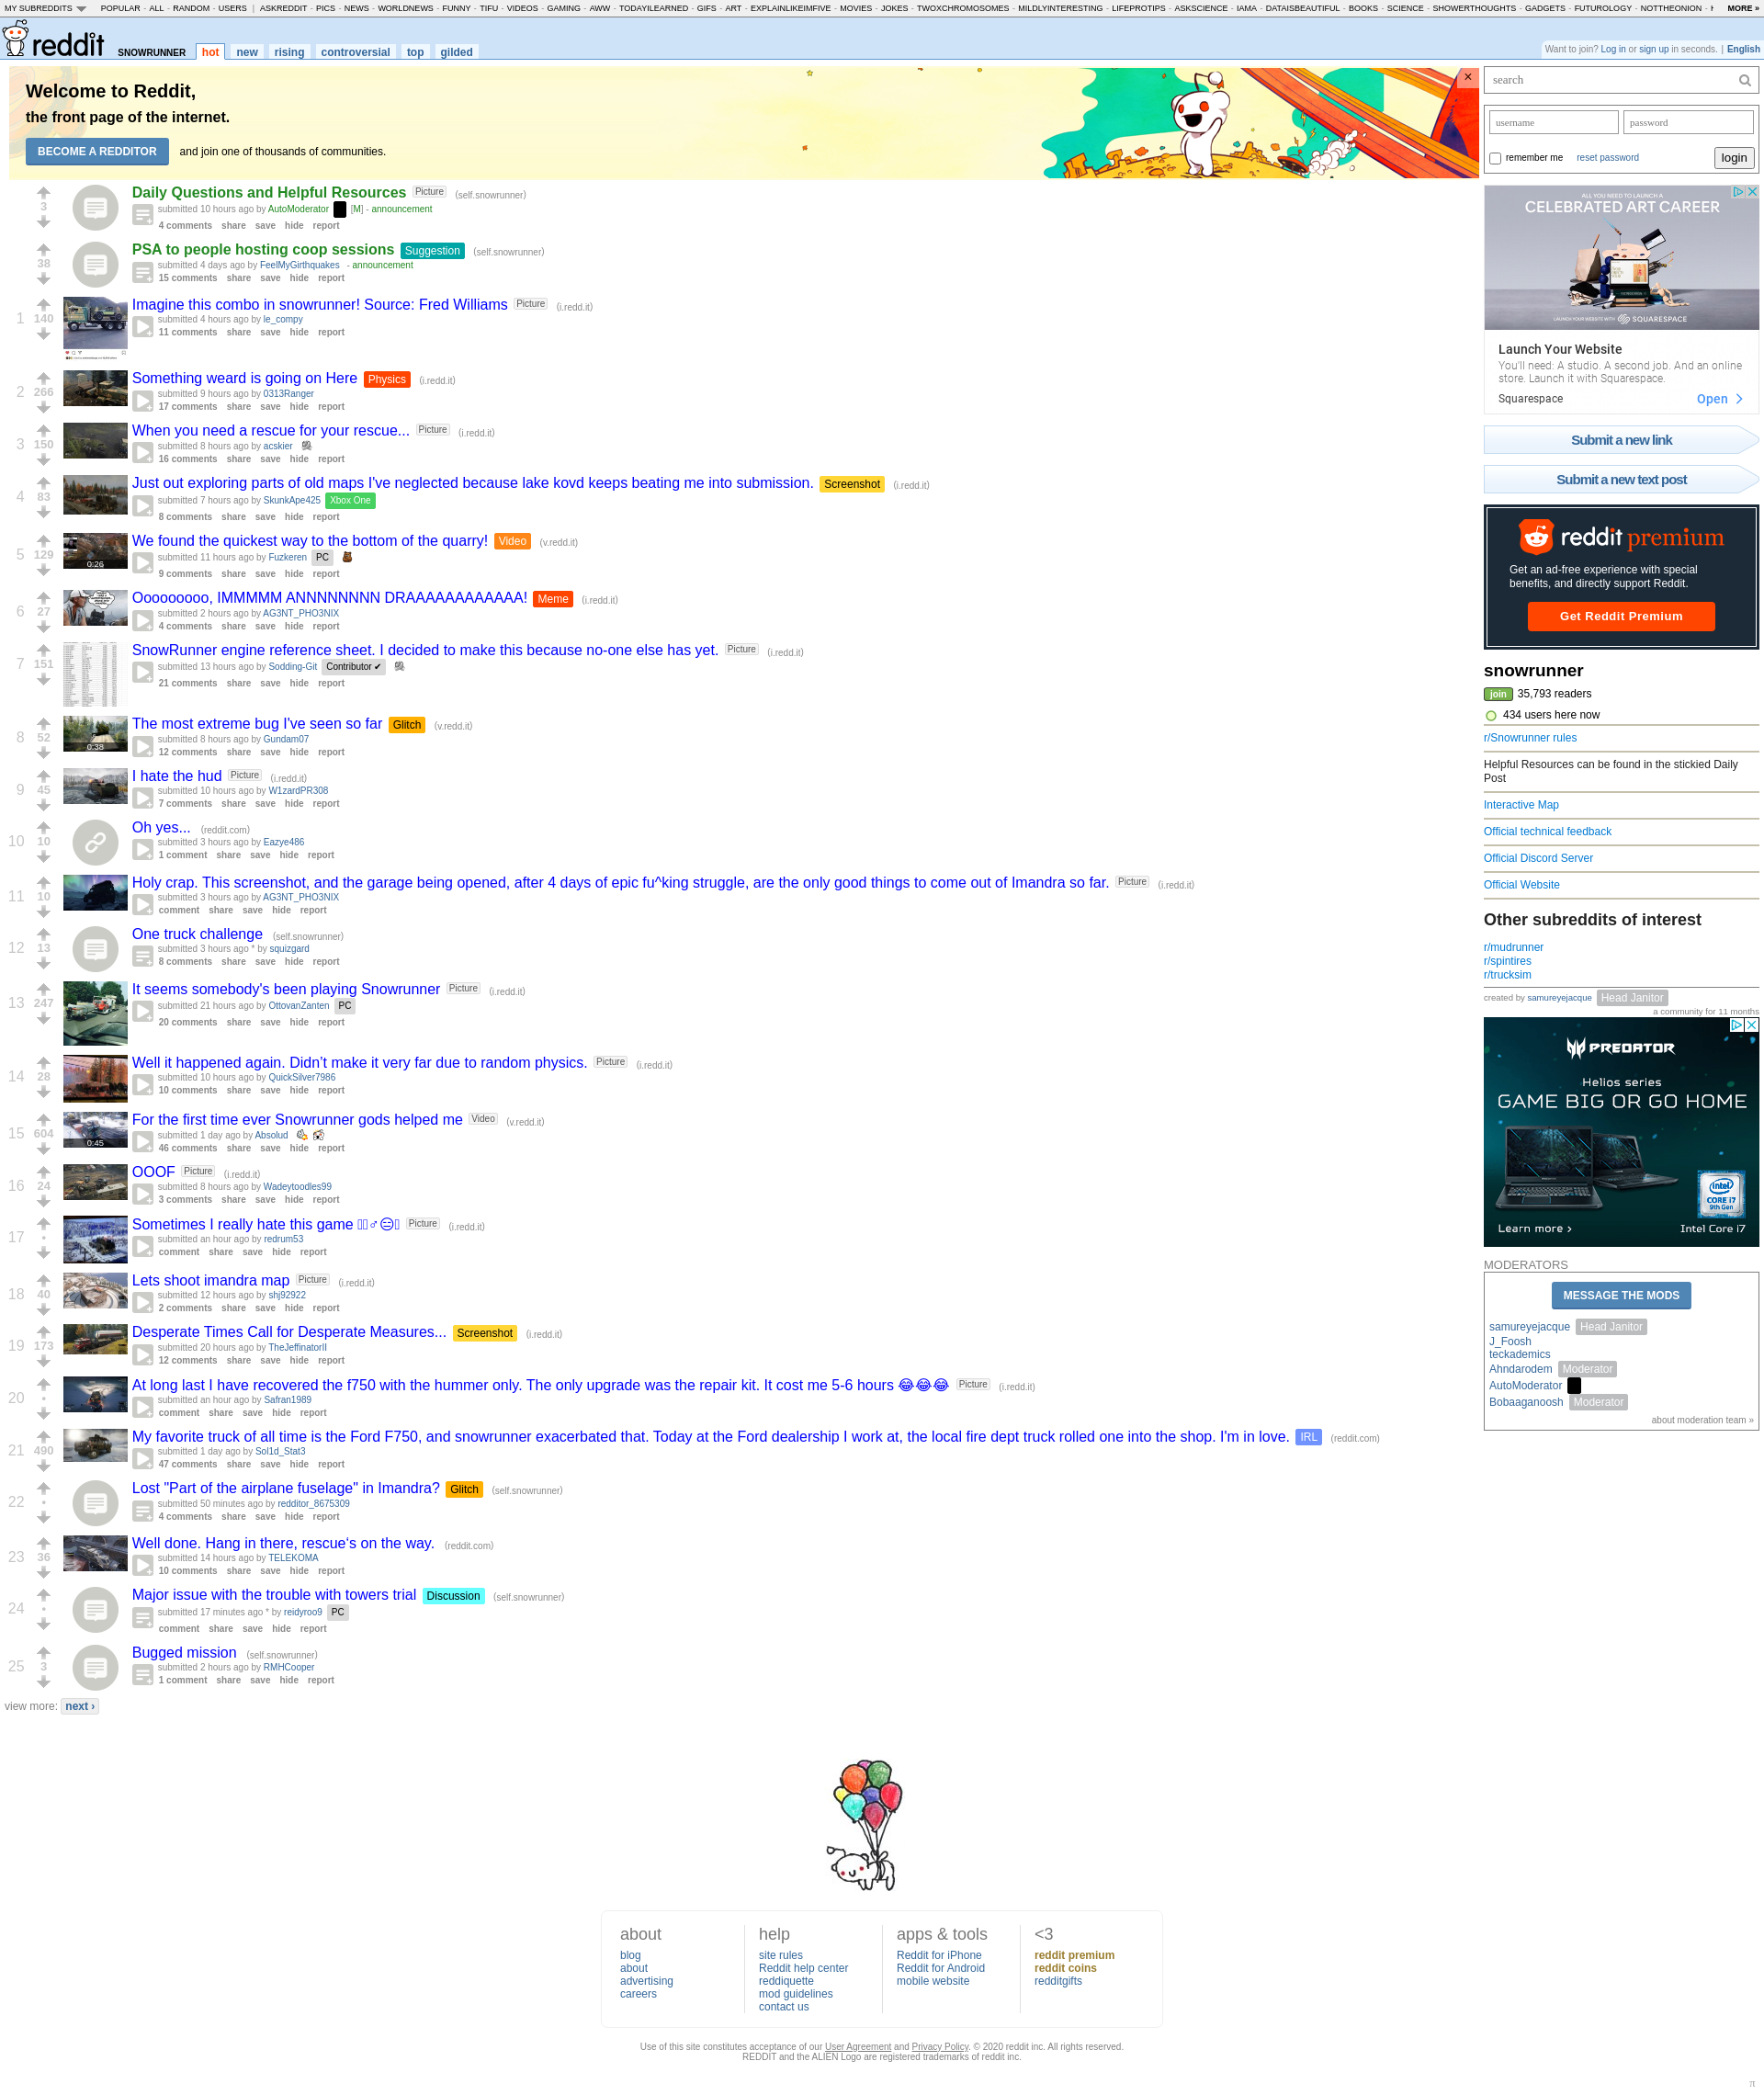 MY SUBREDDITS POPULAR - ALL - RANDOM - USERS | ASKREDDIT - PICS - NEWS - WORLDNEWS - FUNNY - TIFU - VIDEOS - GAMING - AWW - TODAYILEARNED - GIFS - ART - EXPLAINLIKEIMFIVE - MOVIES - JOKES - TWOXCHROMOSOMES - MILDLYINTERESTING - LIFEPROTIPS - ASKSCIENCE - IAMA - DATAISBEAUTIFUL - BOOKS - SCIENCE - SHOWERTHOUGHTS - GADGETS - FUTUROLOGY - NOTTHEONION - MORE »
reddit SNOWRUNNER hot new rising controversial top gilded
Want to join? Log in or sign up in seconds. | English
Welcome to Reddit,
the front page of the internet.
BECOME A REDDITOR and join one of thousands of communities.
3
Daily Questions and Helpful Resources Picture (self.snowrunner)
submitted 10 hours ago by AutoModerator [M] - announcement
4 comments share save hide report
38
PSA to people hosting coop sessions Suggestion (self.snowrunner)
submitted 4 days ago by FeelMyGirthquakes - announcement
15 comments share save hide report
1 140
Imagine this combo in snowrunner! Source: Fred Williams Picture (i.redd.it)
submitted 4 hours ago by le_compy
11 comments share save hide report
2 266
Something weard is going on Here Physics (i.redd.it)
submitted 9 hours ago by 0313Ranger
17 comments share save hide report
3 150
When you need a rescue for your rescue... Picture (i.redd.it)
submitted 8 hours ago by acskier
16 comments share save hide report
4 83
Just out exploring parts of old maps I've neglected because lake kovd keeps beating me into submission. Screenshot (i.redd.it)
submitted 7 hours ago by SkunkApe425 Xbox One
8 comments share save hide report
5 129
0:26
We found the quickest way to the bottom of the quarry! Video (v.redd.it)
submitted 11 hours ago by Fuzkeren PC
9 comments share save hide report
6 27
Ooooooooo, IMMMMM ANNNNNNNN DRAAAAAAAAAAAA! Meme (i.redd.it)
submitted 2 hours ago by AG3NT_PHO3NIX
4 comments share save hide report
7 151
SnowRunner engine reference sheet. I decided to make this because no-one else has yet. Picture (i.redd.it)
submitted 13 hours ago by Sodding-Git Contributor ✔
21 comments share save hide report
8 52
0:38
The most extreme bug I've seen so far Glitch (v.redd.it)
submitted 8 hours ago by Gundam07
12 comments share save hide report
9 45
I hate the hud Picture (i.redd.it)
submitted 10 hours ago by W1zardPR308
7 comments share save hide report
10 10
Oh yes... (reddit.com)
submitted 3 hours ago by Eazye486
1 comment share save hide report
11 10
Holy crap. This screenshot, and the garage being opened, after 4 days of epic fu^king struggle, are the only good things to come out of Imandra so far. Picture (i.redd.it)
submitted 3 hours ago by AG3NT_PHO3NIX
comment share save hide report
12 13
One truck challenge (self.snowrunner)
submitted 3 hours ago * by squizgard
8 comments share save hide report
13 247
It seems somebody's been playing Snowrunner Picture (i.redd.it)
submitted 21 hours ago by OttovanZanten PC
20 comments share save hide report
14 28
Well it happened again. Didn't make it very far due to random physics. Picture (i.redd.it)
submitted 10 hours ago by QuickSilver7986
10 comments share save hide report
15 604
0:45
For the first time ever Snowrunner gods helped me Video (v.redd.it)
submitted 1 day ago by Absolud
46 comments share save hide report
16 24
OOOF Picture (i.redd.it)
submitted 8 hours ago by Wadeytoodles99
3 comments share save hide report
17 •
Sometimes I really hate this game ♂😑 Picture (i.redd.it)
submitted an hour ago by redrum53
comment share save hide report
18 40
Lets shoot imandra map Picture (i.redd.it)
submitted 12 hours ago by shj92922
2 comments share save hide report
19 173
Desperate Times Call for Desperate Measures... Screenshot (i.redd.it)
submitted 20 hours ago by TheJeffinatorII
12 comments share save hide report
20 •
At long last I have recovered the f750 with the hummer only. The only upgrade was the repair kit. It cost me 5-6 hours 😂😂😂 Picture (i.redd.it)
submitted an hour ago by Safran1989
comment share save hide report
21 490
My favorite truck of all time is the Ford F750, and snowrunner exacerbated that. Today at the Ford dealership I work at, the local fire dept truck rolled one into the shop. I'm in love. IRL (reddit.com)
submitted 1 day ago by Sol1d_Stat3
47 comments share save hide report
22 •
Lost "Part of the airplane fuselage" in Imandra? Glitch (self.snowrunner)
submitted 50 minutes ago by redditor_8675309
4 comments share save hide report
23 36
Well done. Hang in there, rescue's on the way. (reddit.com)
submitted 14 hours ago by TELEKOMA
10 comments share save hide report
24 •
Major issue with the trouble with towers trial Discussion (self.snowrunner)
submitted 17 minutes ago * by reidyroo9 PC
comment share save hide report
25 3
Bugged mission (self.snowrunner)
submitted 2 hours ago by RMHCooper
1 comment share save hide report
view more: next ›
search
username password
remember me reset password login
ALL YOU NEED TO LAUNCH A
CELEBRATED ART CAREER
LAUNCH YOUR WEBSITE WITH SQUARESPACE
Launch Your Website
You'll need: A studio. A second job. And an online
store. Launch it with Squarespace.
Squarespace Open
Submit a new link
Submit a new text post
reddit premium
Get an ad-free experience with special
benefits, and directly support Reddit.
Get Reddit Premium
snowrunner
join 35,793 readers
434 users here now
r/Snowrunner rules
Helpful Resources can be found in the stickied Daily
Post
Interactive Map
Official technical feedback
Official Discord Server
Official Website
Other subreddits of interest
r/mudrunner
r/spintires
r/trucksim
created by samureyejacque Head Janitor
a community for 11 months
PREDATOR
Helios series
GAME BIG OR GO HOME
intel CORE i7 9th Gen
Learn more › Intel Core i7
MODERATORS
MESSAGE THE MODS
samureyejacque Head Janitor
J_Foosh
teckademics
Ahndarodem Moderator
AutoModerator
Bobaaganoosh Moderator
about moderation team »
about
blog
about
advertising
careers
help
site rules
Reddit help center
reddiquette
mod guidelines
contact us
apps & tools
Reddit for iPhone
Reddit for Android
mobile website
<3
reddit premium
reddit coins
redditgifts
Use of this site constitutes acceptance of our User Agreement and Privacy Policy. © 2020 reddit inc. All rights reserved.
REDDIT and the ALIEN Logo are registered trademarks of reddit inc.
π